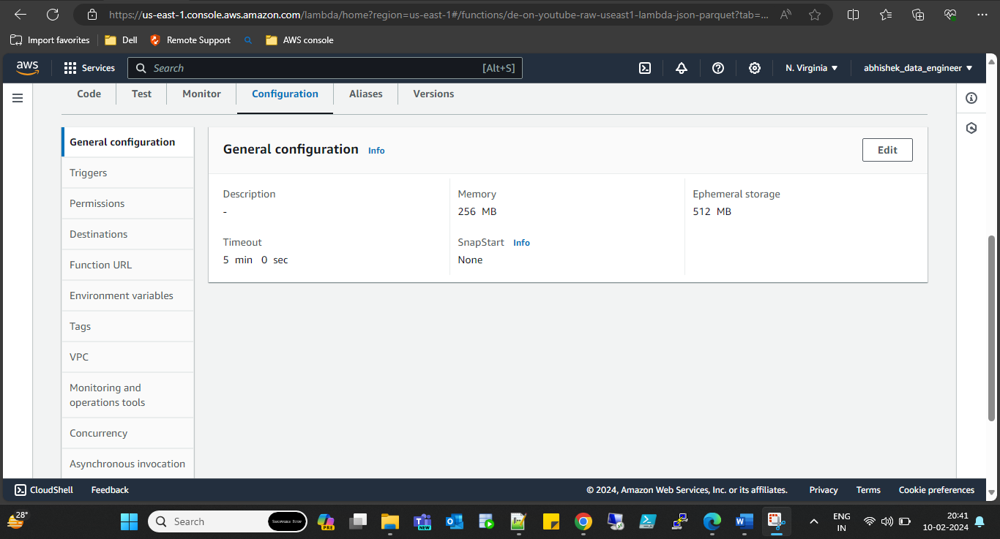 https://us-east-1.console.aws.amazon.com/lambda/home?region=us-east-1#/functions/de-on-youtube-raw-useast1-lambda-json-parquet?tab=...
Import favorites Dell Remote Support AWS console
aws Services Search [Alt+S] N. Virginia abhishek_data_engineer
Code Test Monitor Configuration Aliases Versions
General configuration
Triggers
Permissions
Destinations
Function URL
Environment variables
Tags
VPC
Monitoring and
operations tools
Concurrency
Asynchronous invocation
General configuration Info Edit
Description
-
Timeout
5 min 0 sec
Memory
256 MB
SnapStart Info
None
Ephemeral storage
512 MB
CloudShell Feedback © 2024, Amazon Web Services, Inc. or its affiliates. Privacy Terms Cookie preferences
28°
Search
PRE
NEW
ENG
IN
20:41
10-02-2024